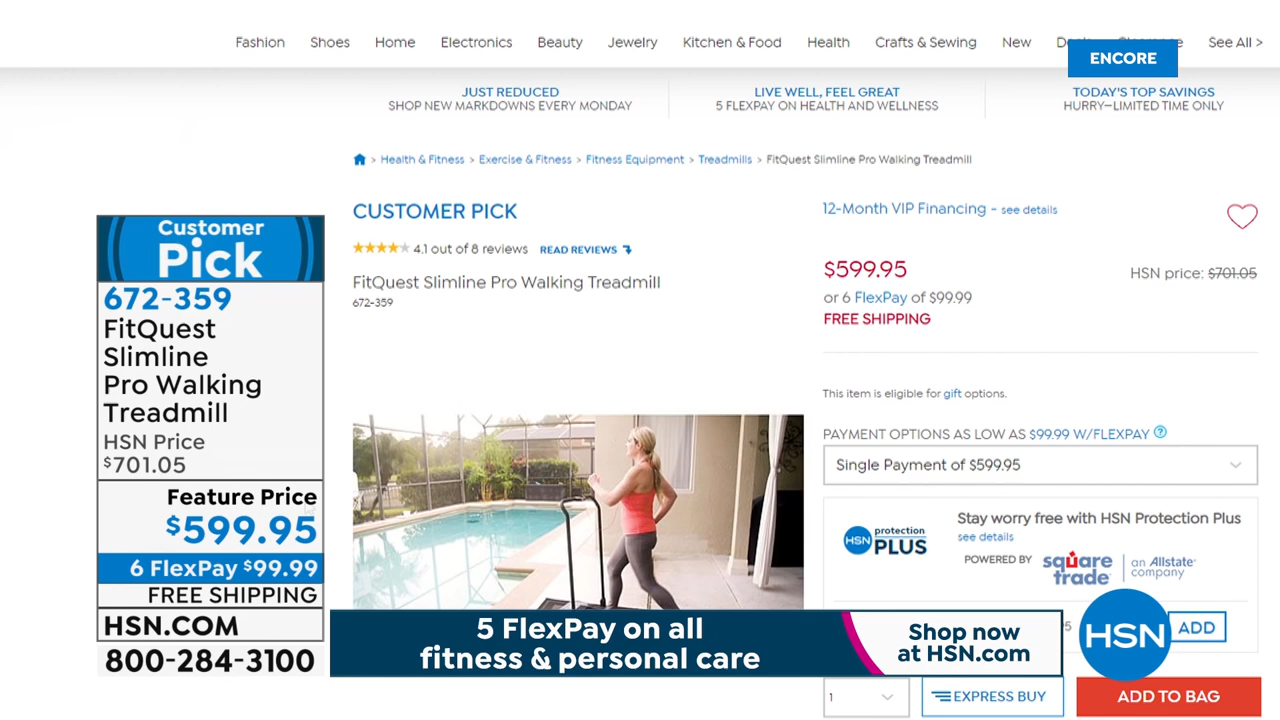 Fashion Shoes Home Electronics Beauty Jewelry Kitchen & Food Health Crafts & Sewing New See All >
ENCORE
JUST REDUCED
SHOP NEW MARKDOWNS EVERY MONDAY
LIVE WELL, FEEL GREAT
5 FLEXPAY ON HEALTH AND WELLNESS
TODAY'S TOP SAVINGS
HURRY—LIMITED TIME ONLY
> Health & Fitness > Exercise & Fitness > Fitness Equipment > Treadmills > FitQuest Slimline Pro Walking Treadmill
Customer
Pick
672-359
FitQuest
Slimline
Pro Walking
Treadmill
HSN Price
$701.05
Feature Price
$599.95
6 FlexPay $99.99
FREE SHIPPING
HSN.COM
800-284-3100
CUSTOMER PICK
4.1 out of 8 reviews READ REVIEWS
FitQuest Slimline Pro Walking Treadmill
672-359
12-Month VIP Financing - see details
$599.95
HSN price: $701.05
or 6 FlexPay of $99.99
FREE SHIPPING
This item is eligible for gift options.
PAYMENT OPTIONS AS LOW AS $99.99 W/FLEXPAY ?
Single Payment of $599.95
HSN protection PLUS
Stay worry free with HSN Protection Plus
see details
POWERED BY square trade | an Allstate company
ADD
5 FlexPay on all
fitness & personal care
Shop now
at HSN.com
HSN
1
EXPRESS BUY
ADD TO BAG